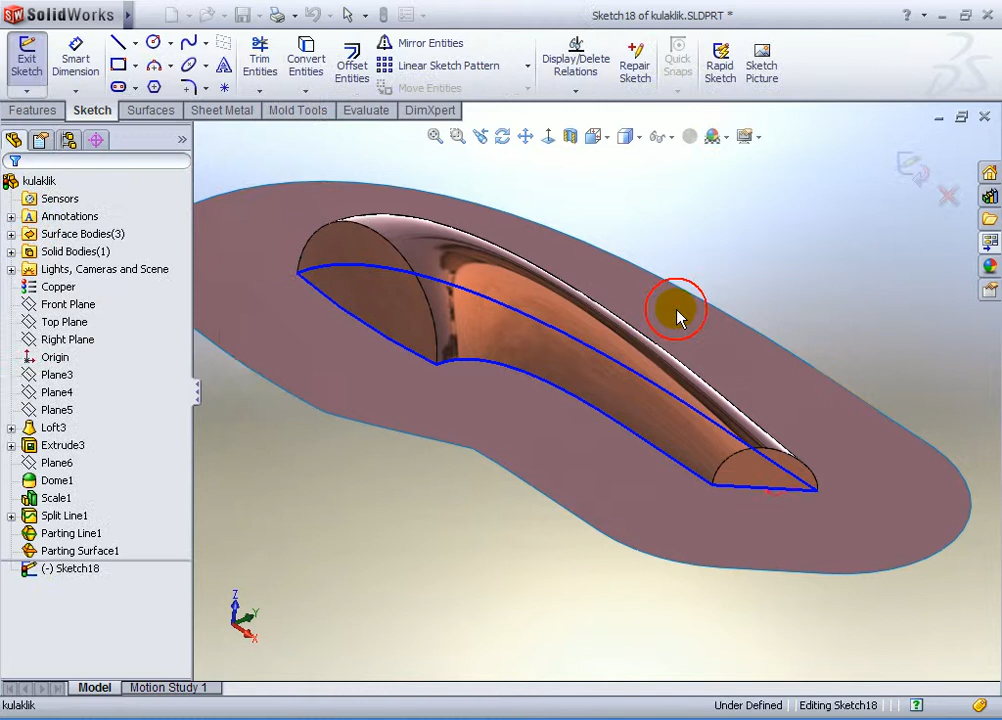 SolidWorks
Sketch18 of kulaklik.SLDPRT *
Exit Sketch
Smart Dimension
Trim Entities
Convert Entities
Offset Entities
Mirror Entities
Linear Sketch Pattern
Move Entities
Display/Delete Relations
Repair Sketch
Quick Snaps
Rapid Sketch
Sketch Picture
Features Sketch Surfaces Sheet Metal Mold Tools Evaluate DimXpert
kulaklik
Sensors
Annotations
Surface Bodies(3)
Solid Bodies(1)
Lights, Cameras and Scene
Copper
Front Plane
Top Plane
Right Plane
Origin
Plane3
Plane4
Plane5
Loft3
Extrude3
Plane6
Dome1
Scale1
Split Line1
Parting Line1
Parting Surface1
(-) Sketch18
Z
Y
X
Model Motion Study 1
kulaklik
Under Defined
Editing Sketch18